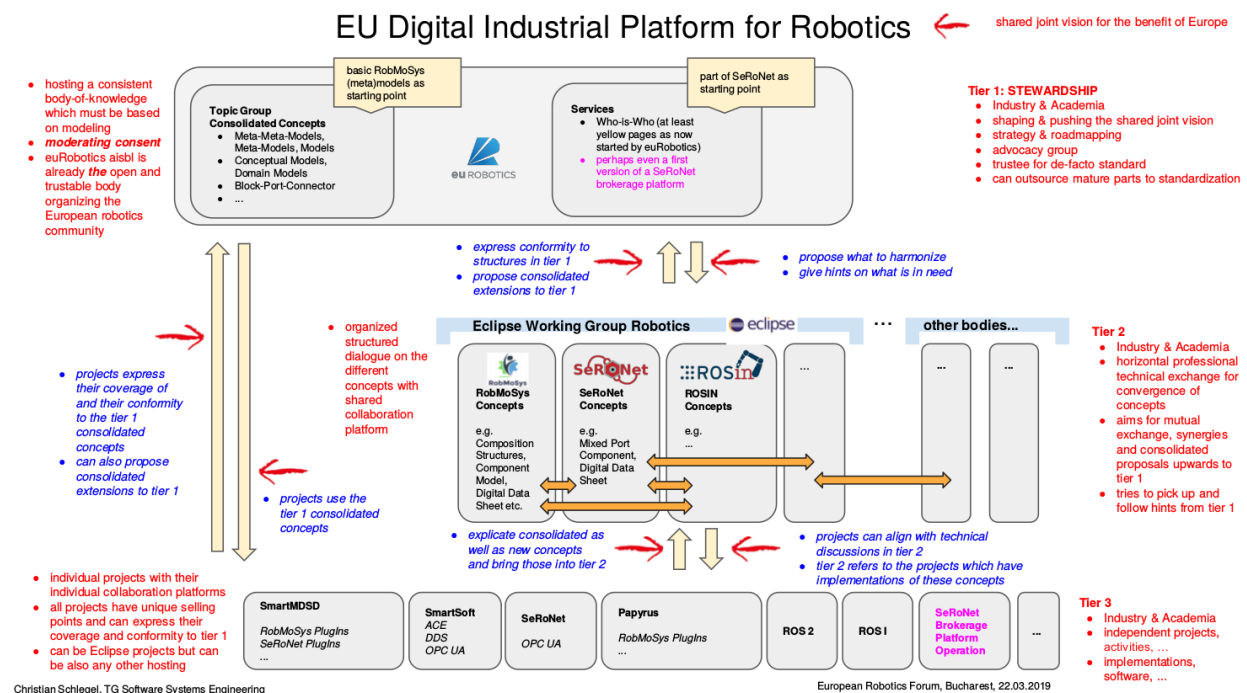 EU Digital Industrial Platform for Robotics
shared joint vision for the benefit of Europe
● hosting a consistent
body-of-knowledge
which must be based
on modeling
● moderating consent
● euRobotics aisbl is
already the open and
trustable body
organizing the
European robotics
community
basic RobMoSys
(meta)models as
starting point
Topic Group
Consolidated Concepts
● Meta-Meta-Models,
Meta-Models, Models
● Conceptual Models,
Domain Models
● Block-Port-Connector
● ...
eu ROBOTICS
part of SeRoNet as
starting point
Services
● Who-is-Who (at least
yellow pages as now
started by euRobotics)
● perhaps even a first
version of a SeRoNet
brokerage platform
Tier 1: STEWARDSHIP
● Industry & Academia
● shaping & pushing the shared joint vision
● strategy & roadmapping
● advocacy group
● trustee for de-facto standard
● can outsource mature parts to standardization
● express conformity to
structures in tier 1
● propose consolidated
extensions to tier 1
● propose what to harmonize
● give hints on what is in need
● projects express
their coverage of
and their conformity
to the tier 1
consolidated
concepts
● can also propose
consolidated
extensions to tier 1
● projects use the
tier 1 consolidated
concepts
● organized
structured
dialogue on the
different
concepts with
shared
collaboration
platform
Eclipse Working Group Robotics
eclipse
...
other bodies...
RobMoSys
RobMoSys
Concepts
e.g.
Composition
Structures,
Component
Model,
Digital Data
Sheet etc.
SeRoNet
SeRoNet
Concepts
e.g.
Mixed Port
Component,
Digital Data
Sheet
ROSin
ROSIN
Concepts
e.g.
...
...
...
...
Tier 2
● Industry & Academia
● horizontal professional
technical exchange for
convergence of
concepts
● aims for mutual
exchange, synergies
and consolidated
proposals upwards to
tier 1
● tries to pick up and
follow hints from tier 1
● explicate consolidated as
well as new concepts
and bring those into tier 2
● projects can align with technical
discussions in tier 2
● tier 2 refers to the projects which have
implementations of these concepts
● individual projects with their
individual collaboration platforms
● all projects have unique selling
points and can express their
coverage and conformity to tier 1
● can be Eclipse projects but can
be also any other hosting
SmartMDSD
RobMoSys PlugIns
SeRoNet PlugIns
...
SmartSoft
ACE
DDS
OPC UA
SeRoNet
OPC UA
Papyrus
RobMoSys PlugIns
...
ROS 2
ROS I
SeRoNet
Brokerage
Platform
Operation
...
Tier 3
● Industry & Academia
● independent projects,
activities, ...
● implementations,
software, ...
Christian Schlegel, TG Software Systems Engineering
European Robotics Forum, Bucharest, 22.03.2019